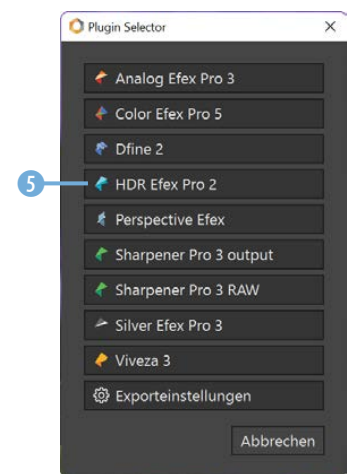 Plugin Selector
Analog Efex Pro 3
Color Efex Pro 5
Dfine 2
5 HDR Efex Pro 2
Perspective Efex
Sharpener Pro 3 output
Sharpener Pro 3 RAW
Silver Efex Pro 3
Viveza 3
Exporteinstellungen
Abbrechen